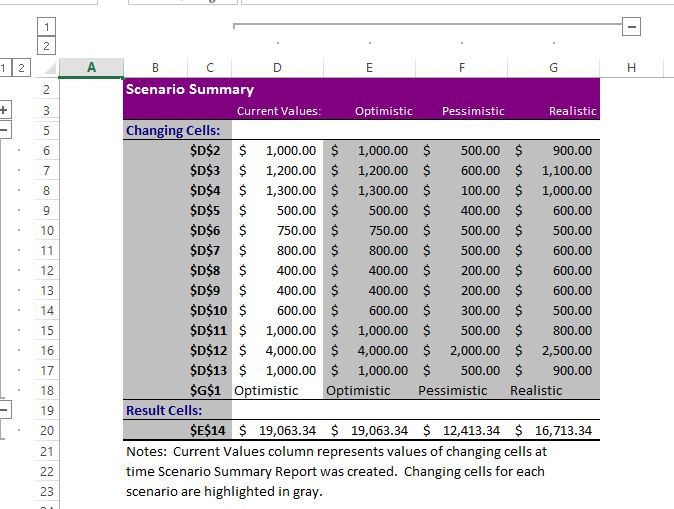 1
2
1 2 A B C D E F G H
2 Scenario Summary
3 Current Values: Optimistic Pessimistic Realistic
5 Changing Cells:
6 $D$2 $ 1,000.00 $ 1,000.00 $ 500.00 $ 900.00
7 $D$3 $ 1,200.00 $ 1,200.00 $ 600.00 $ 1,100.00
8 $D$4 $ 1,300.00 $ 1,300.00 $ 100.00 $ 1,000.00
9 $D$5 $ 500.00 $ 500.00 $ 400.00 $ 600.00
10 $D$6 $ 750.00 $ 750.00 $ 500.00 $ 500.00
11 $D$7 $ 800.00 $ 800.00 $ 500.00 $ 600.00
12 $D$8 $ 400.00 $ 400.00 $ 200.00 $ 600.00
13 $D$9 $ 400.00 $ 400.00 $ 200.00 $ 600.00
14 $D$10 $ 600.00 $ 600.00 $ 300.00 $ 500.00
15 $D$11 $ 1,000.00 $ 1,000.00 $ 500.00 $ 800.00
16 $D$12 $ 4,000.00 $ 4,000.00 $ 2,000.00 $ 2,500.00
17 $D$13 $ 1,000.00 $ 1,000.00 $ 500.00 $ 900.00
18 $G$1 Optimistic Optimistic Pessimistic Realistic
19 Result Cells:
20 $E$14 $ 19,063.34 $ 19,063.34 $ 12,413.34 $ 16,713.34
21 Notes: Current Values column represents values of changing cells at
22 time Scenario Summary Report was created. Changing cells for each
23 scenario are highlighted in gray.